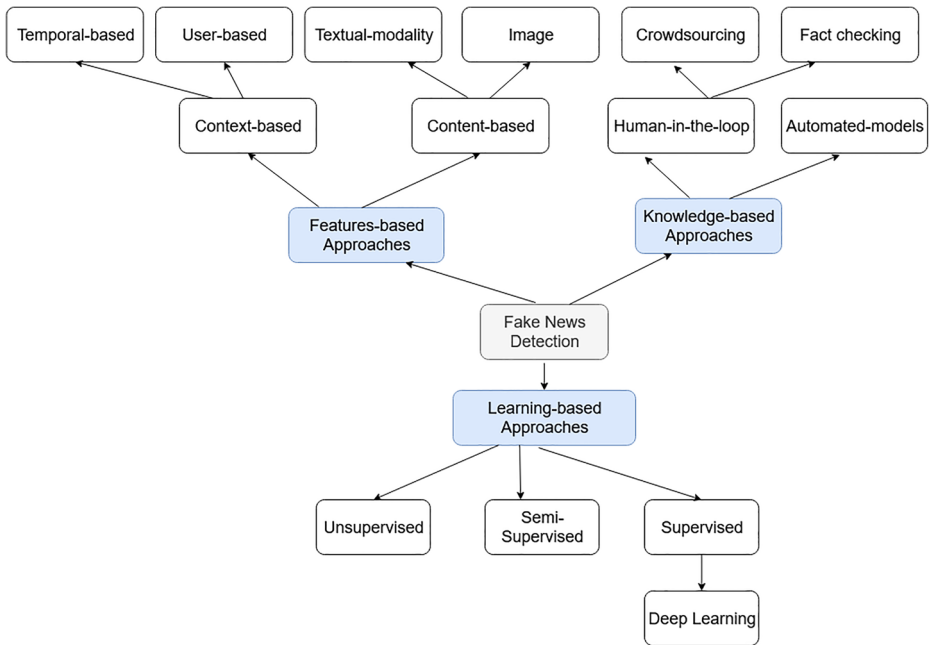 Temporal-based
User-based
Textual-modality
Image
Crowdsourcing
Fact checking
Context-based
Content-based
Human-in-the-loop
Automated-models
Features-based
Approaches
Knowledge-based
Approaches
Fake News
Detection
Learning-based
Approaches
Unsupervised
Semi-
Supervised
Supervised
Deep Learning